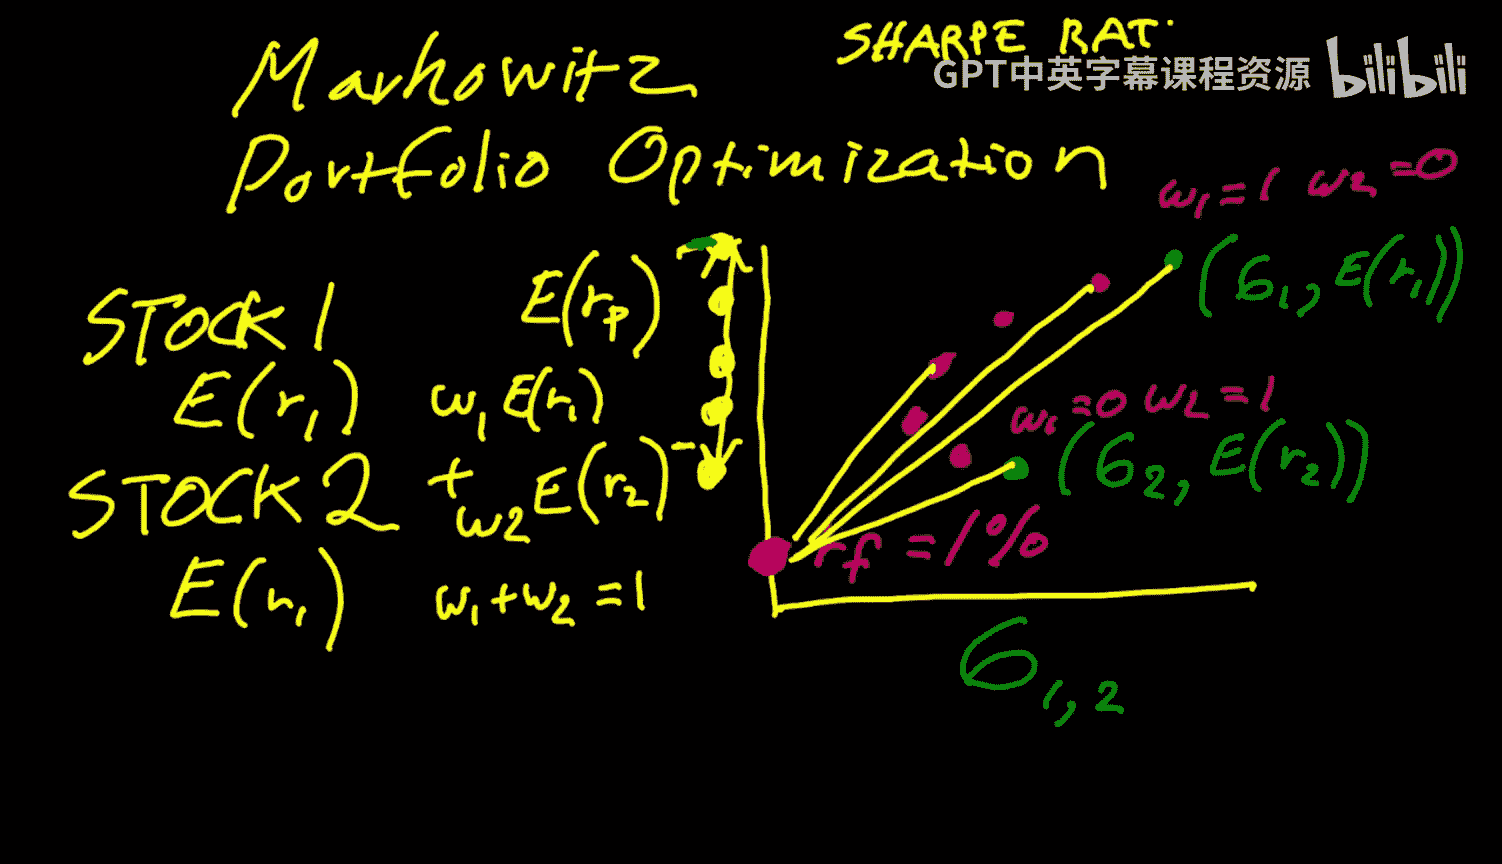 Markowitz
Portfolio Optimization
SHARPE RAT
GPT中英字幕课程资源 bilibili
STOCK 1
E(r1)
STOCK 2
E(r1)
E(rp)
w1 E(r1)
+
w2 E(r2)
w1+w2=1
w1=1 w2=0
(σ1, E(r1))
w1=0 w2=1
(σ2, E(r2))
rf = 1%
σ1,2